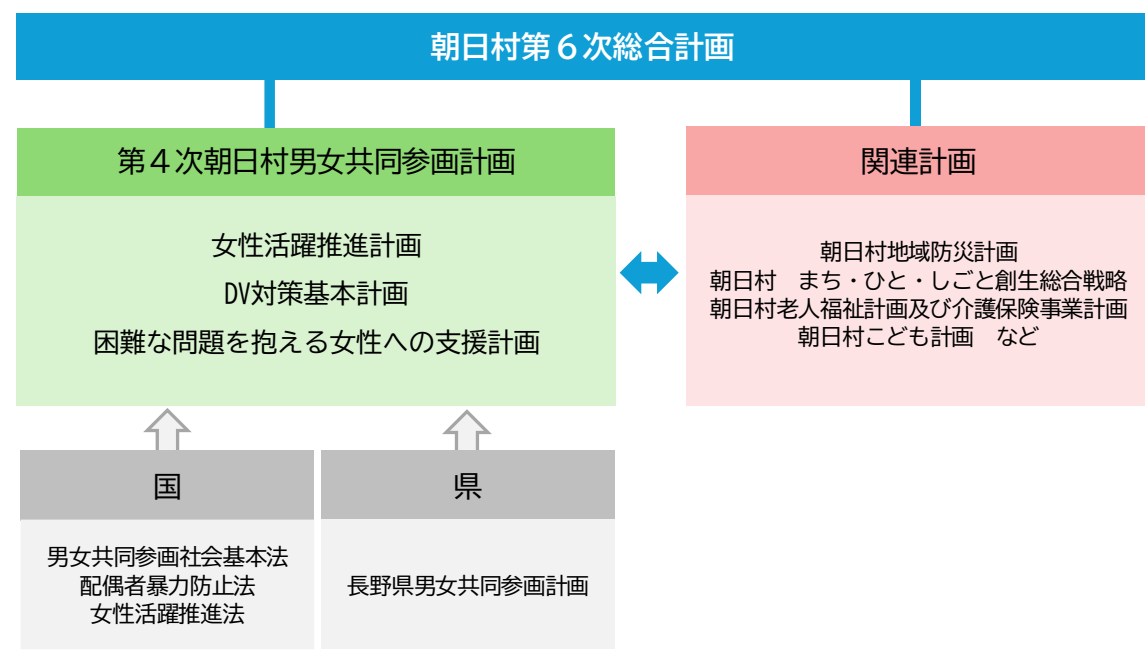 朝日村第６次総合計画
第４次朝日村男女共同参画計画
女性活躍推進計画
DV対策基本計画
困難な問題を抱える女性への支援計画
関連計画
朝日村地域防災計画
朝日村　まち・ひと・しごと創生総合戦略
朝日村老人福祉計画及び介護保険事業計画
朝日村こども計画　など
国
男女共同参画社会基本法
配偶者暴力防止法
女性活躍推進法
県
長野県男女共同参画計画